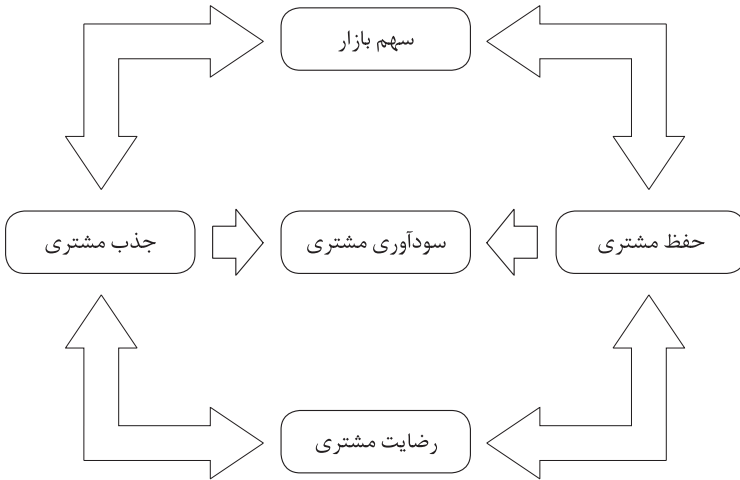 سهم بازار
حفظ مشتری
سودآوری مشتری
جذب مشتری
رضایت مشتری